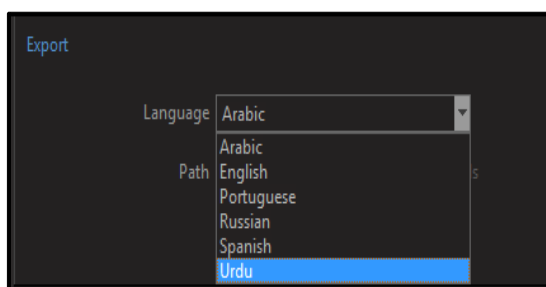 Export
Language Arabic
Arabic
Path English
Portuguese
Russian
Spanish
Urdu